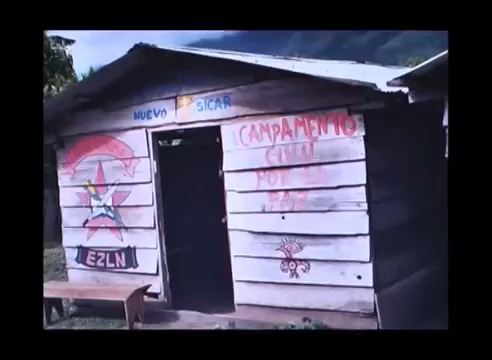 NUEVO SICAR
CAMPAMENTO
CIVIL
POR LA
PAZ
EZLN